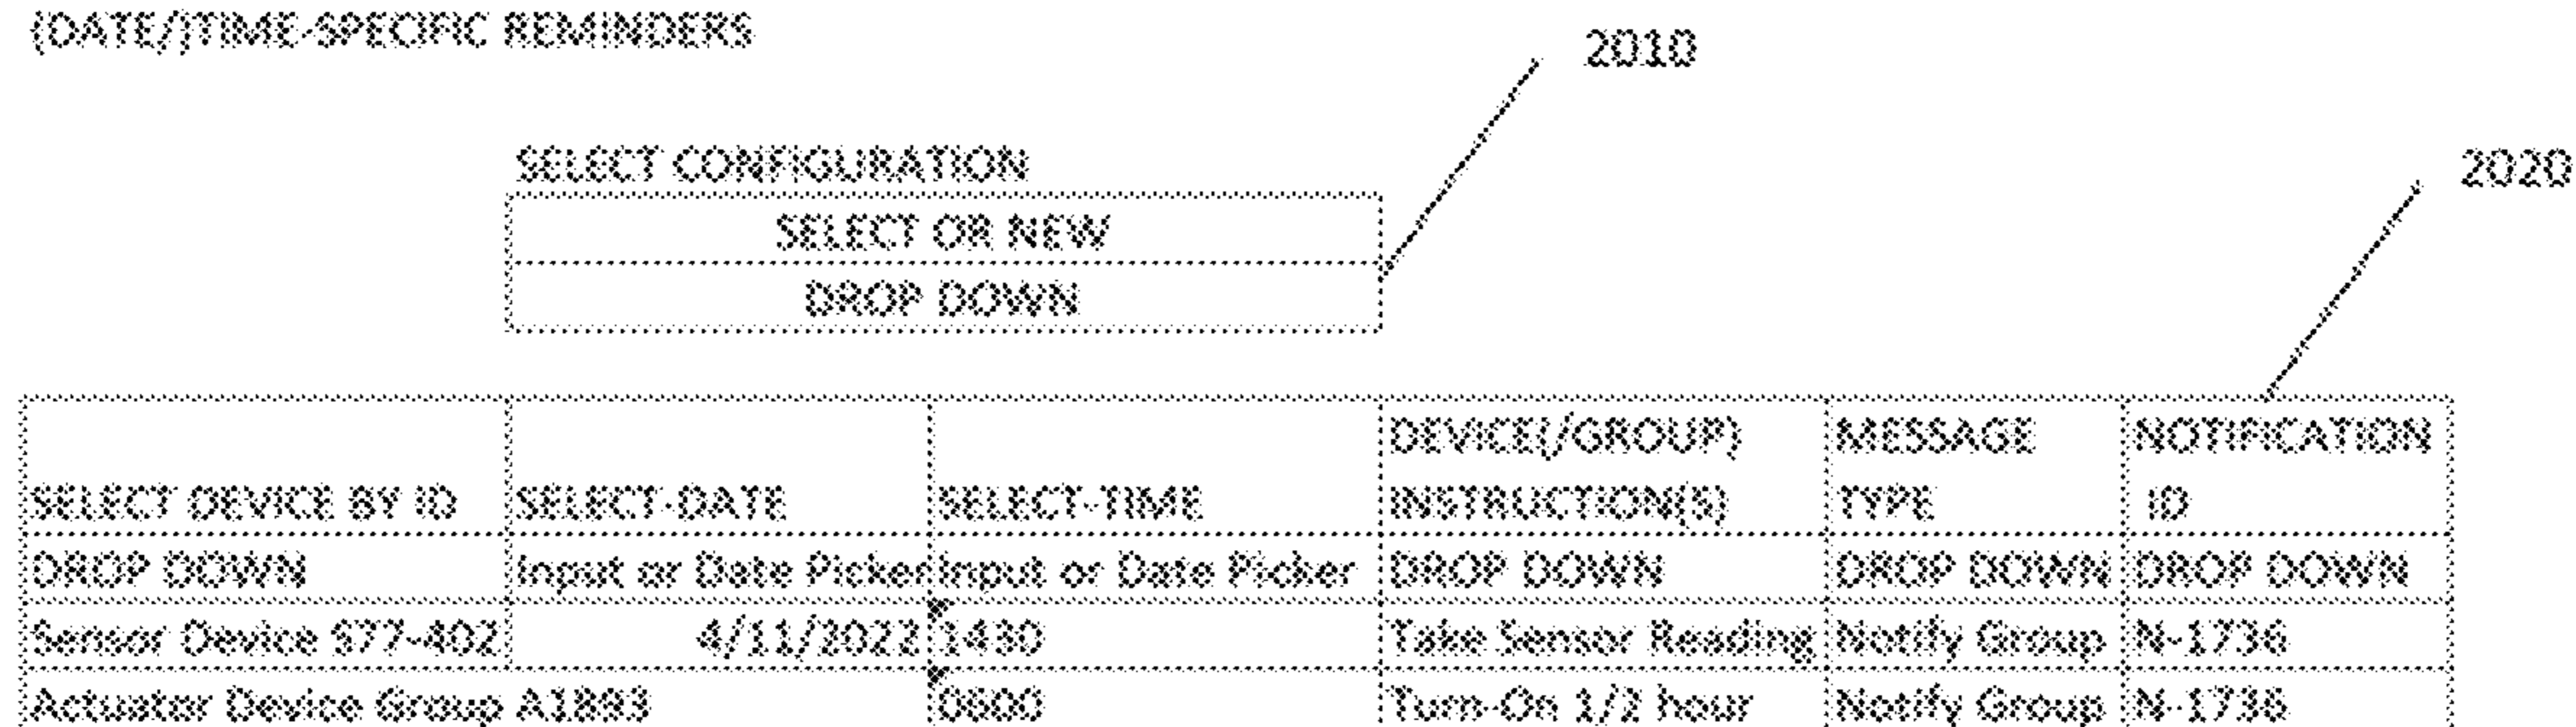 (DATE/)TIME-SPECIFIC REMINDERS
2010
SELECT CONFIGURATION
2020
SELECT OR NEW
DROP DOWN
DEVICE(/GROUP) MESSAGE NOTIFICATION
SELECT DEVICE BY ID SELECT-DATE SELECT-TIME INSTRUCTION(S) TYPE ID
DROP DOWN Input or Date Picker Input or Date Picker DROP DOWN DROP DOWN DROP DOWN
Sensor Device S77-402 4/11/2022 1430 Take Sensor Reading Notify Group N-1736
Actuator Device Group A1893 0600 Turn-On 1/2 hour Notify Group N-1736